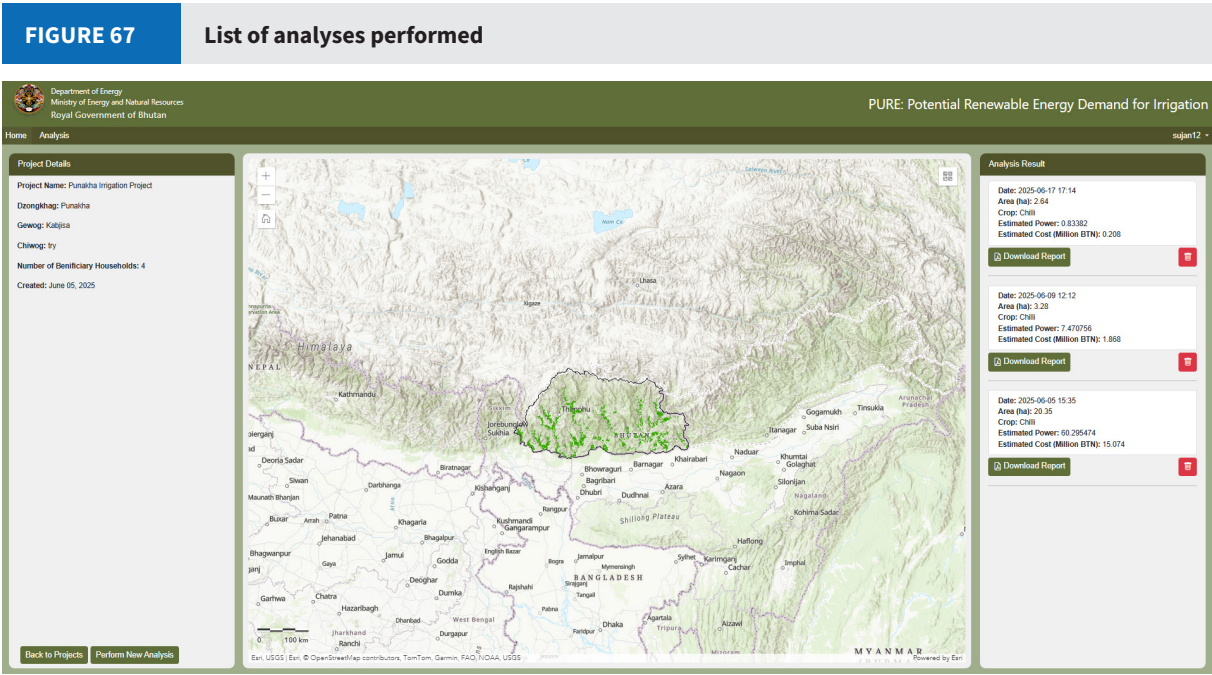 FIGURE 67
List of analyses performed
Department of Energy
Ministry of Energy and Natural Resources
Royal Government of Bhutan
PURE: Potential Renewable Energy Demand for Irrigation
Home Analysis
sujan12
Project Details
Project Name: Punakha Irrigation Project
Dzongkhag: Punakha
Gewog: Kabjisa
Chiwog: try
Number of Benificiary Households: 4
Created: June 05, 2025
Back to Projects
Perform New Analysis
+
−
Nam Co
Lhasa
Xigaze
Himalaya
NEPAL
Kathmandu
Sikkim
Jorebunglow
Sukhia
Thimphu
BHUTAN
Gogamukh
Tinsukia
Arunachal
Pradesh
Itanagar
Suba Nsiri
Deoria Sadar
Siwan
Darbhanga
Biratnagar
Kishanganj
Bhowraguri
Barnagar
Khairabari
Naduar
Khumtai
Golaghat
Bagribari
Azara
Nagaon
Silonijan
Dhubri
Dudhnai
Nagaland
Maunath Bhanjan
Buxar
Arrah
Patna
Khagaria
Kushmandi
Gangarampur
Rangpur
Shillong Plateau
Kohima Sadar
Jehanabad
Bhagalpur
Haflong
Bhagwanpur
Gaya
Jamui
Godda
English Bazar
Bogra
Jamalpur
Mymensingh
Sylhet
Karimganj
Cachar
Imphal
Deoghar
BANGLADESH
Garhwa
Chatra
Dumka
Rajshahi
Sirajganj
Tangail
Hazaribagh
Dhanbad
West Bengal
Pabna
Dhaka
Agartala
Tripura
Aizawl
Jharkhand
Ranchi
Durgapur
Faridpur
Mizoram
MYANMAR
0 100 km
Esri, USGS | Esri, © OpenStreetMap contributors, TomTom, Garmin, FAO, NOAA, USGS
Powered by Esri
Analysis Result
Date: 2025-06-17 17:14
Area (ha): 2.64
Crop: Chilli
Estimated Power: 0.83382
Estimated Cost (Million BTN): 0.208
Download Report
Date: 2025-06-09 12:12
Area (ha): 3.28
Crop: Chilli
Estimated Power: 7.470756
Estimated Cost (Million BTN): 1.868
Download Report
Date: 2025-06-05 15:35
Area (ha): 20.35
Crop: Chilli
Estimated Power: 60.295474
Estimated Cost (Million BTN): 15.074
Download Report